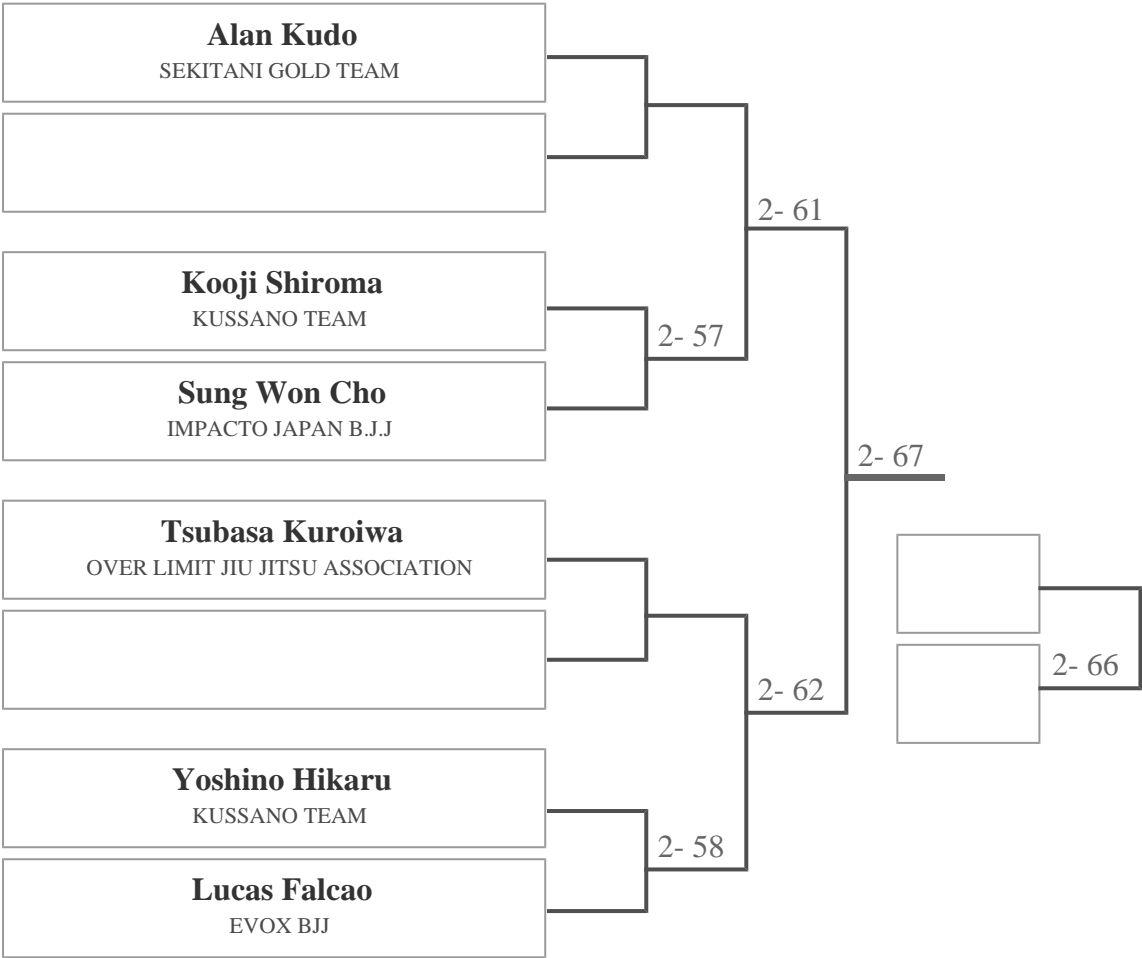 Alan Kudo
SEKITANI GOLD TEAM
2- 61
Kooji Shiroma
KUSSANO TEAM
2- 57
Sung Won Cho
IMPACTO JAPAN B.J.J
2- 67
Tsubasa Kuroiwa
OVER LIMIT JIU JITSU ASSOCIATION
2- 62
2- 66
Yoshino Hikaru
KUSSANO TEAM
2- 58
Lucas Falcao
EVOX BJJ